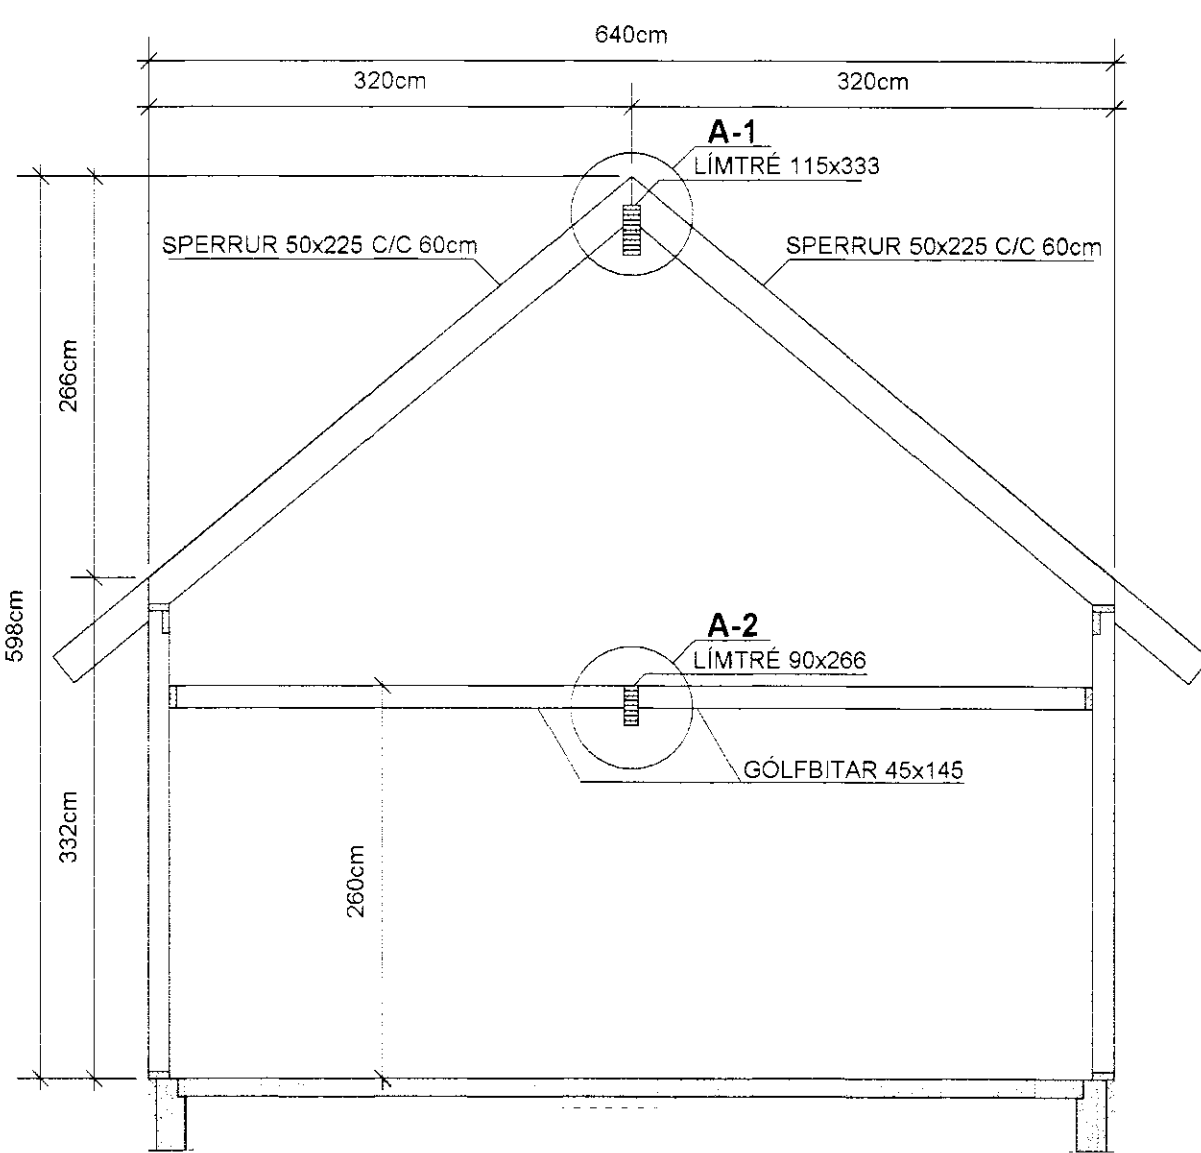 640cm
320cm
320cm
A-1
LÍMTRÉ 115x333
SPERRUR 50x225 C/C 60cm
SPERRUR 50x225 C/C 60cm
266cm
598cm
A-2
LÍMTRÉ 90x266
GÓLFBITAR 45x145
332cm
260cm